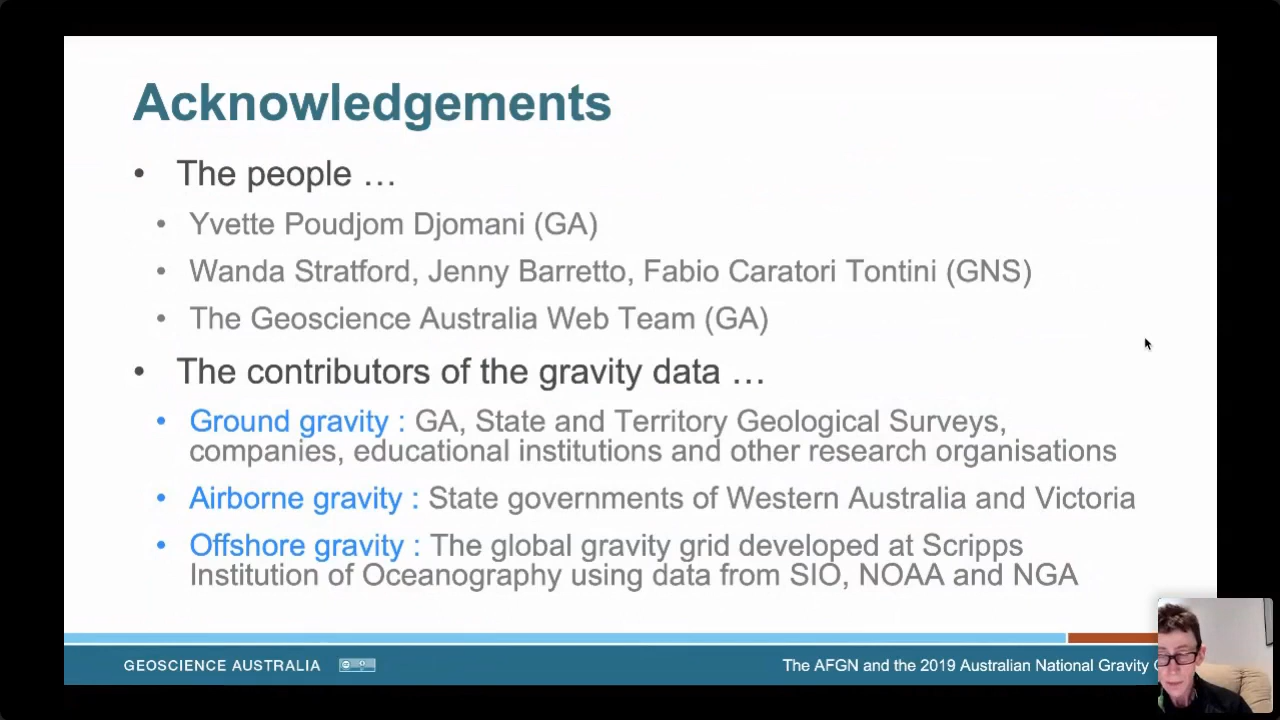 Acknowledgements
• The people …
• Yvette Poudjom Djomani (GA)
• Wanda Stratford, Jenny Barretto, Fabio Caratori Tontini (GNS)
• The Geoscience Australia Web Team (GA)
• The contributors of the gravity data …
• Ground gravity : GA, State and Territory Geological Surveys,
companies, educational institutions and other research organisations
• Airborne gravity : State governments of Western Australia and Victoria
• Offshore gravity : The global gravity grid developed at Scripps
Institution of Oceanography using data from SIO, NOAA and NGA
GEOSCIENCE AUSTRALIA
The AFGN and the 2019 Australian National Gravity